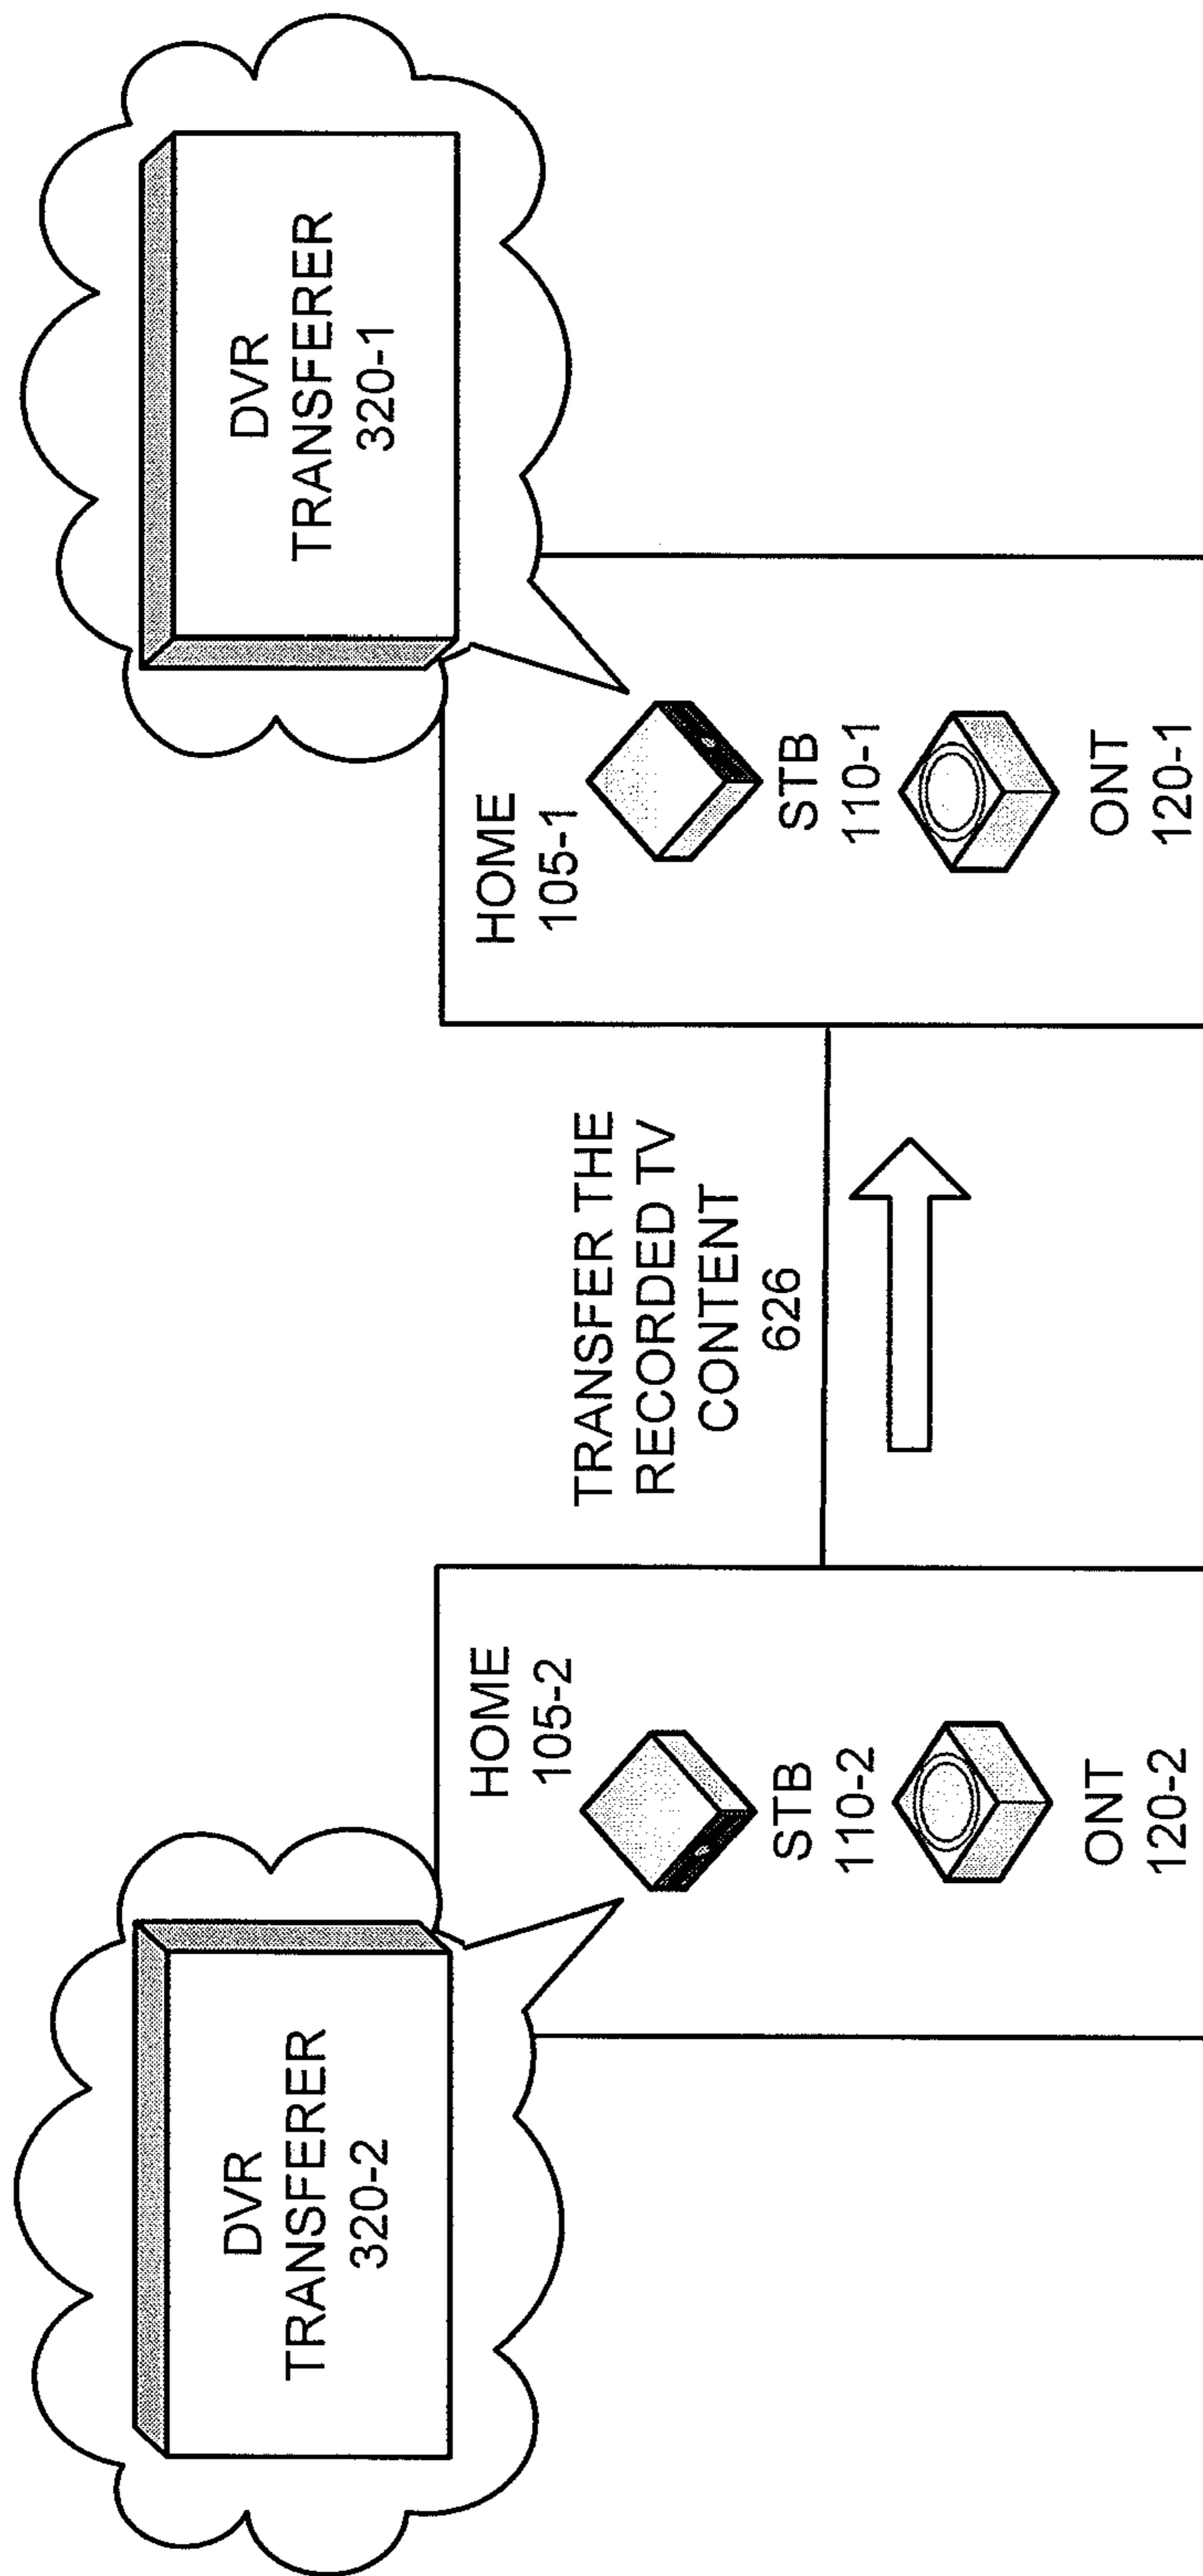 DVR
TRANSFERER
320-2
HOME
105-2
STB
110-2
ONT
120-2
TRANSFER THE
RECORDED TV
CONTENT
626
DVR
TRANSFERER
320-1
HOME
105-1
STB
110-1
ONT
120-1